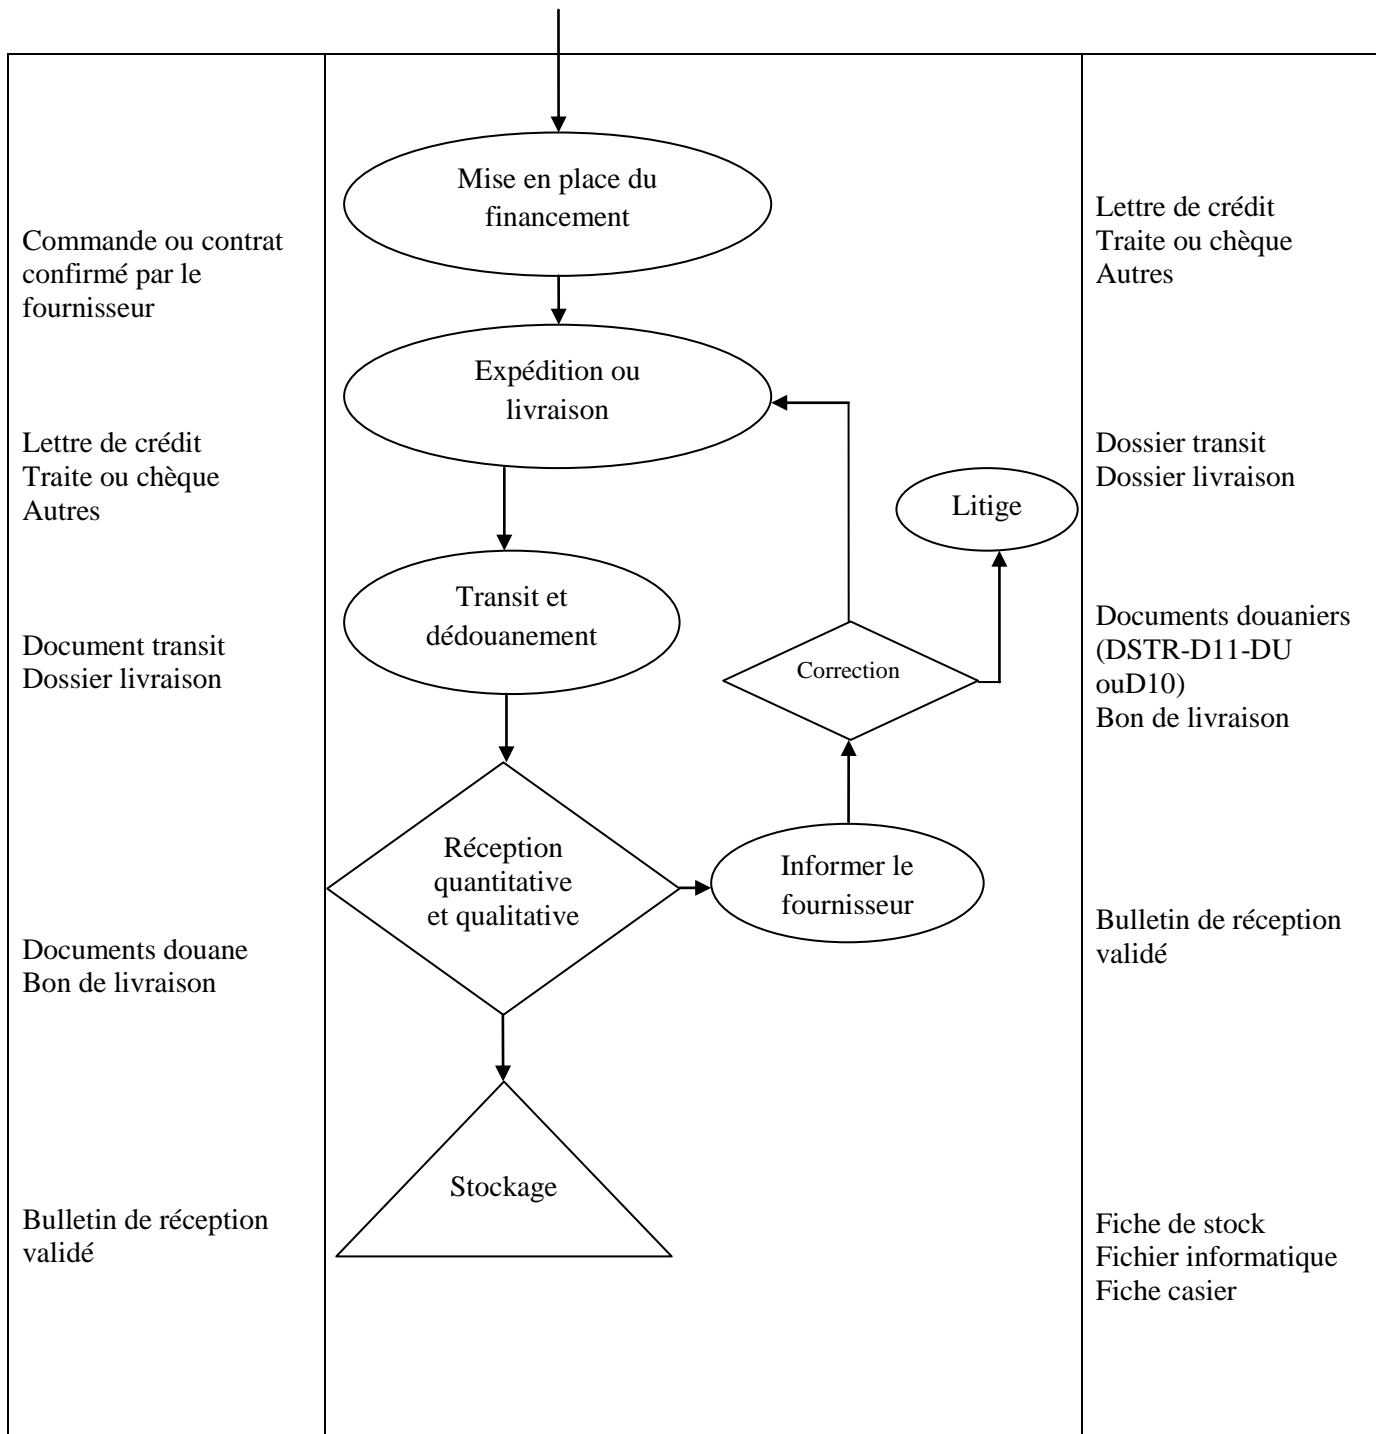 Commande ou contrat
confirmé par le
fournisseur
Lettre de crédit
Traite ou chèque
Autres
Document transit
Dossier livraison
Documents douane
Bon de livraison
Bulletin de réception
validé
Mise en place du
financement
Expédition ou
livraison
Transit et
dédouanement
Réception
quantitative
et qualitative
Stockage
Informer le
fournisseur
Correction
Litige
Lettre de crédit
Traite ou chèque
Autres
Dossier transit
Dossier livraison
Documents douaniers
(DSTR-D11-DU
ouD10)
Bon de livraison
Bulletin de réception
validé
Fiche de stock
Fichier informatique
Fiche casier